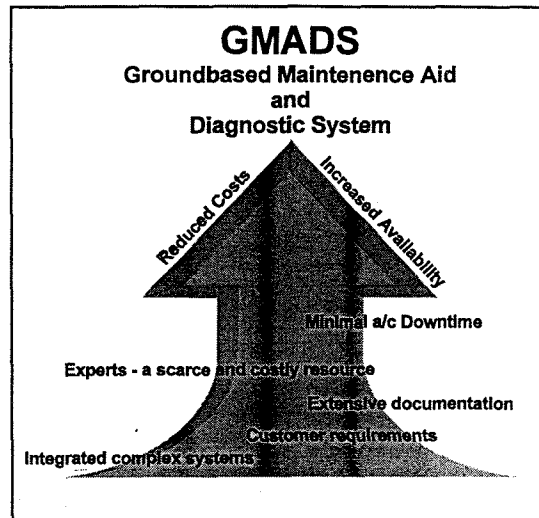 GMADS
Groundbased Maintenence Aid
and
Diagnostic System
Reduced Costs
Increased Availability
Minimal a/c Downtime
Experts - a scarce and costly resource
Extensive documentation
Customer requirements
Integrated complex systems